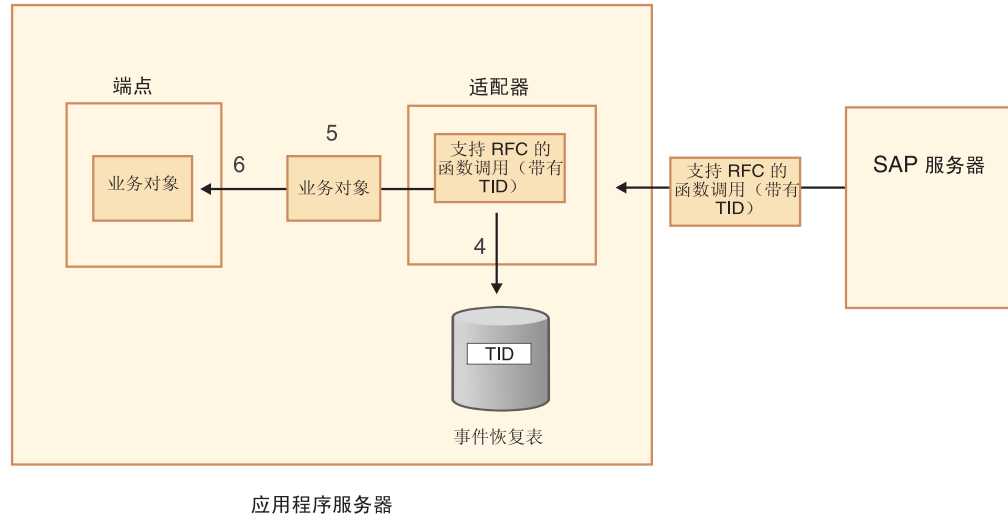 端点
适配器
5
6
业务对象
业务对象
支持 RFC 的
函数调用（带有
TID）
支持 RFC 的
函数调用（带有
TID）
SAP 服务器
4
TID
事件恢复表
应用程序服务器